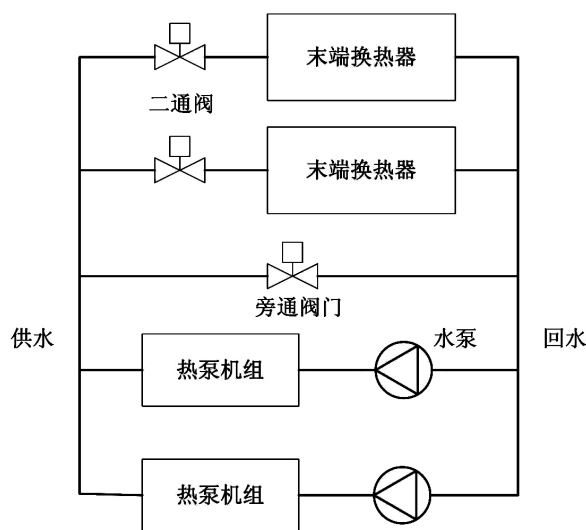 末端换热器
二通阀
末端换热器
旁通阀门
供水
水泵
回水
热泵机组
热泵机组